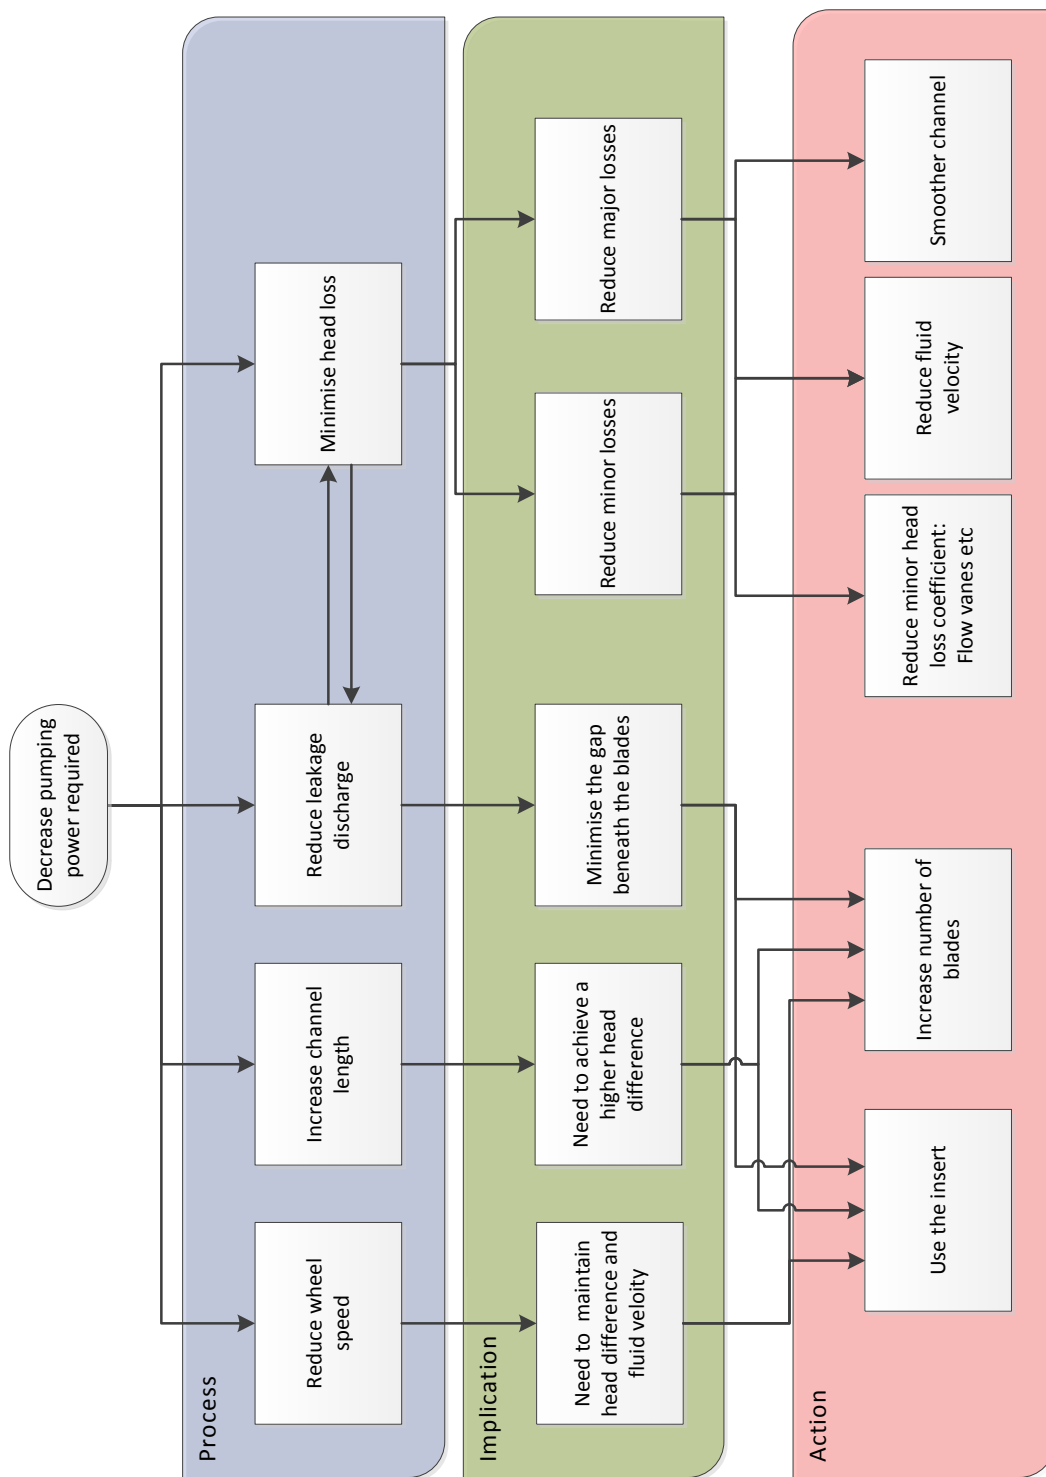 Decrease pumping
power required
Process
Reduce wheel
speed
Increase channel
length
Reduce leakage
discharge
Minimise head loss
Implication
Need to maintain
head difference and
fluid veloity
Need to achieve a
higher head
difference
Minimise the gap
beneath the blades
Reduce minor losses
Reduce major losses
Action
Use the insert
Increase number of
blades
Reduce minor head
loss coefficient:
Flow vanes etc
Reduce fluid
velocity
Smoother channel